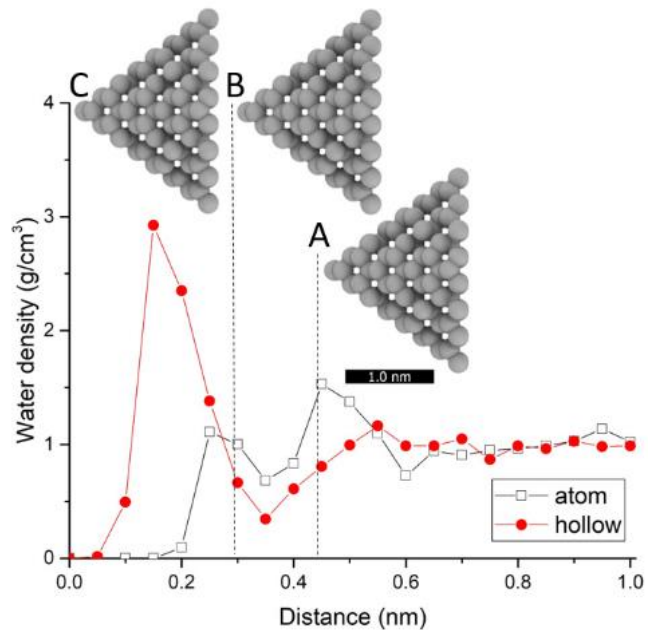 C
B
A
1.0 nm
4
3
2
1
0
Water density (g/cm³)
atom
hollow
0.0
0.2
0.4
0.6
0.8
1.0
Distance (nm)